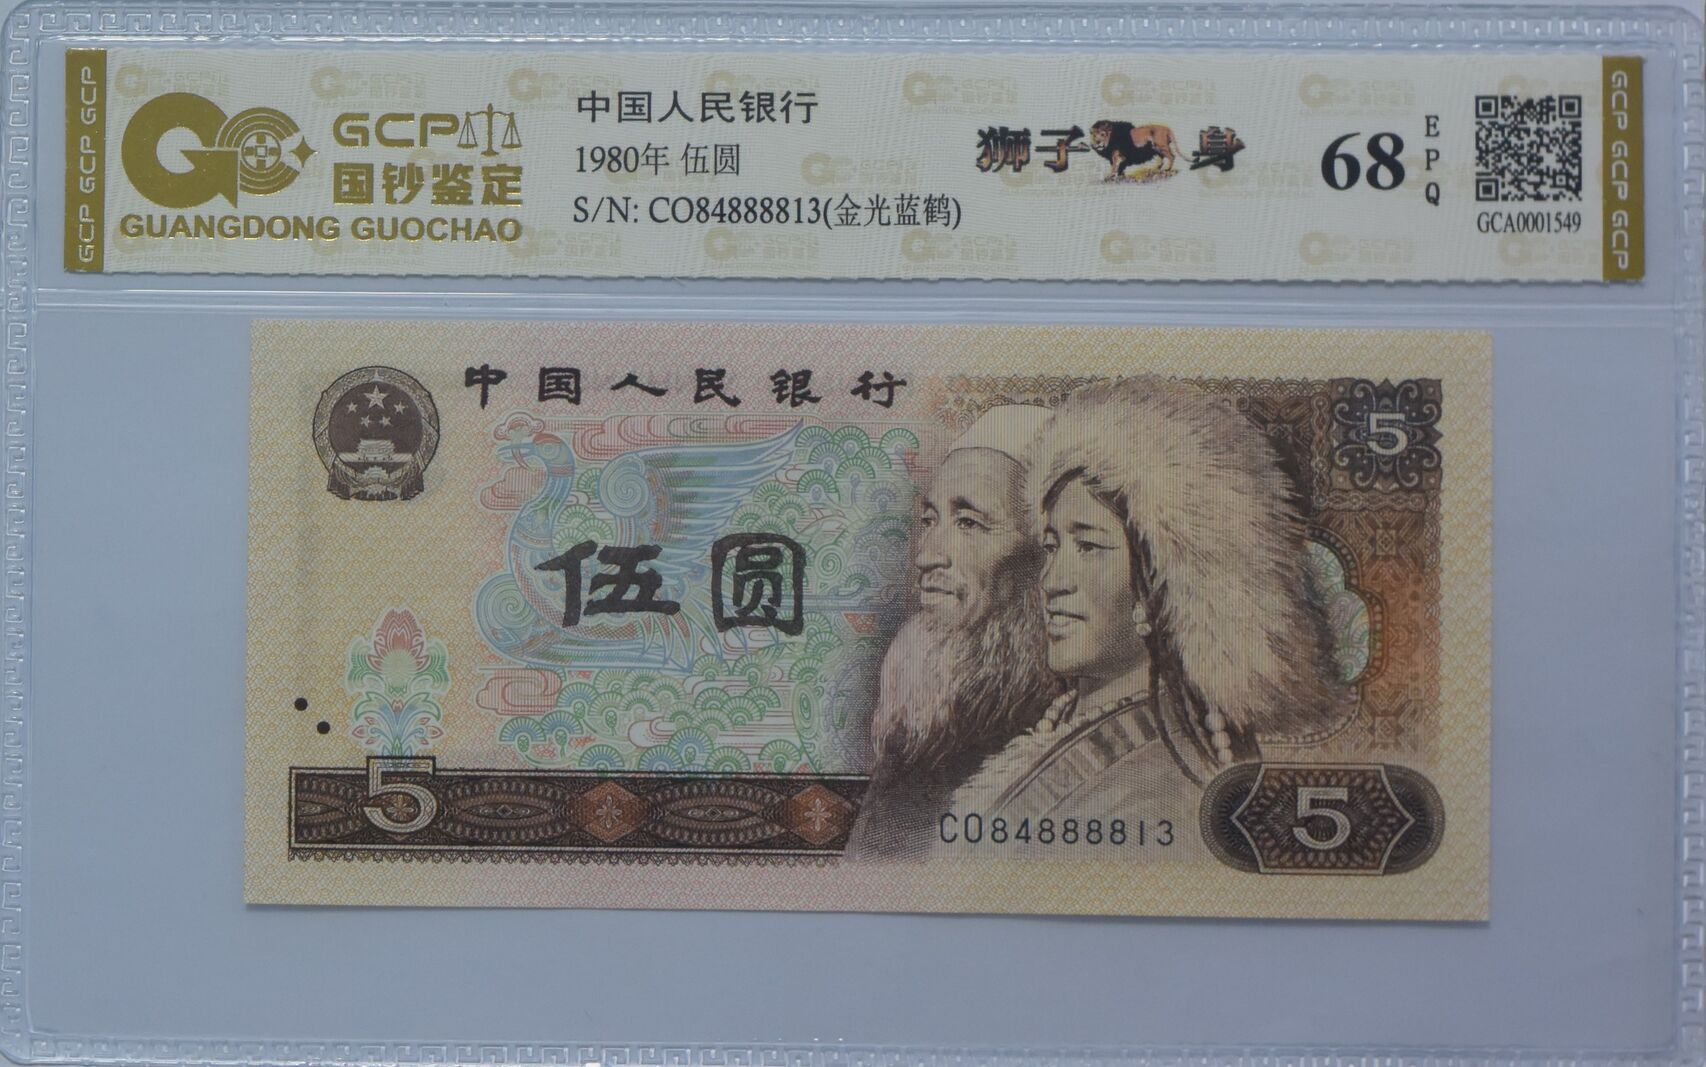 GCP GCP GCP
GCP
国钞鉴定
GUANGDONG GUOCHAO
中国人民银行
1980年 伍圆
S/N: CO84888813(金光蓝鹤)
狮子身
68
EPQ
GCA0001549
GCP GCP GCP
中国人民银行
5
伍圆
5
CO84888813
5